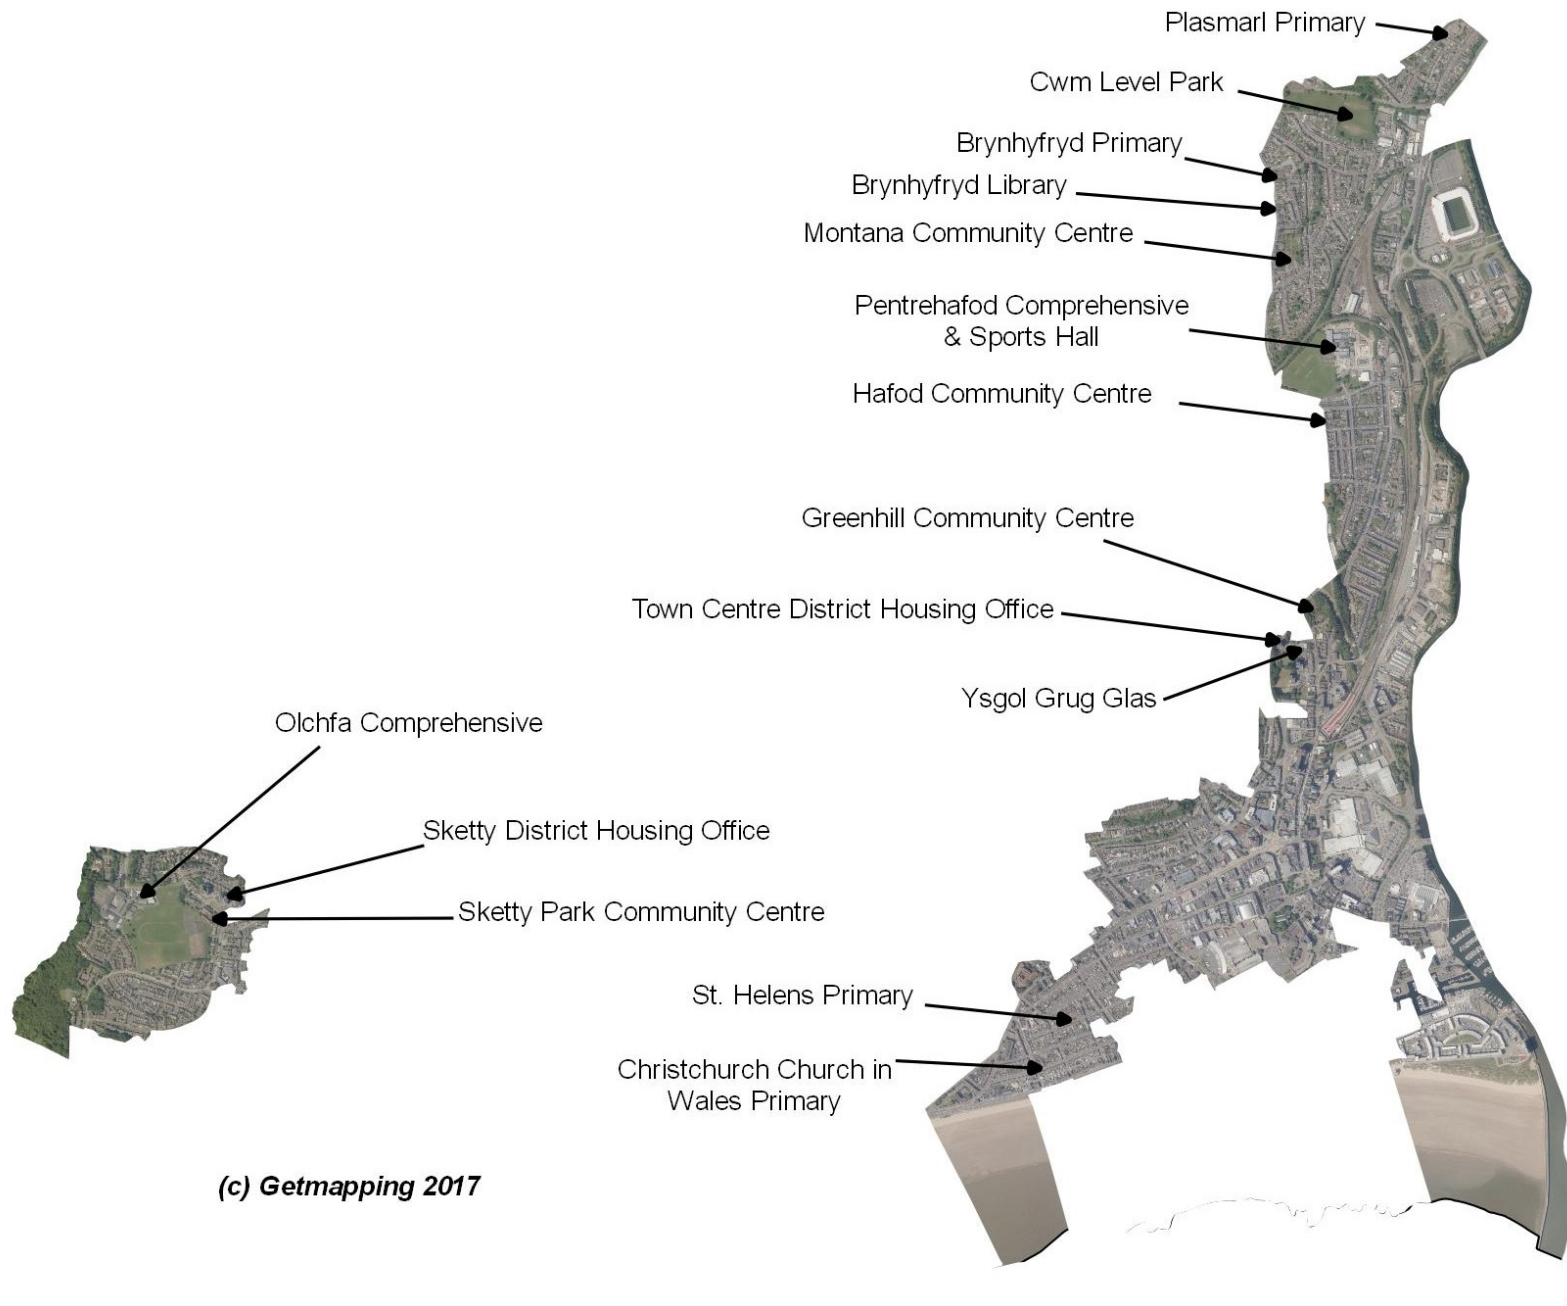 Plasmarl Primary
Cwm Level Park
Brynhyfryd Primary
Brynhyfryd Library
Montana Community Centre
Pentrehafod Comprehensive
& Sports Hall
Hafod Community Centre
Greenhill Community Centre
Town Centre District Housing Office
Ysgol Grug Glas
Olchfa Comprehensive
Sketty District Housing Office
Sketty Park Community Centre
St. Helens Primary
Christchurch Church in
Wales Primary
(c) Getmapping 2017